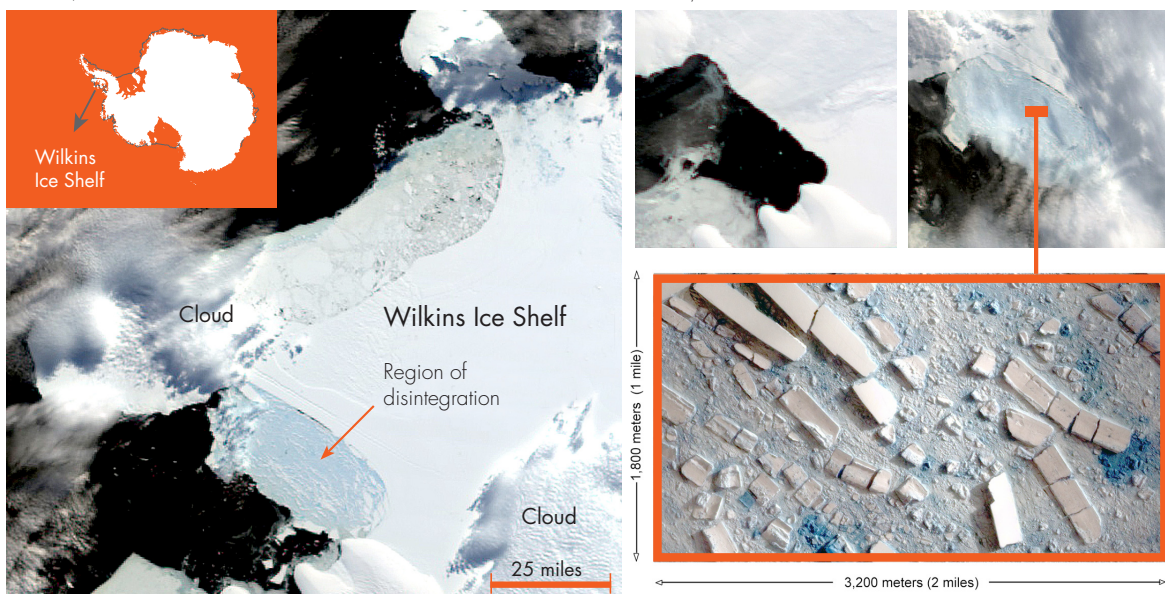 Wilkins
Ice Shelf
Cloud
Wilkins Ice Shelf
Region of
disintegration
Cloud
25 miles
1,800 meters (1 mile)
3,200 meters (2 miles)